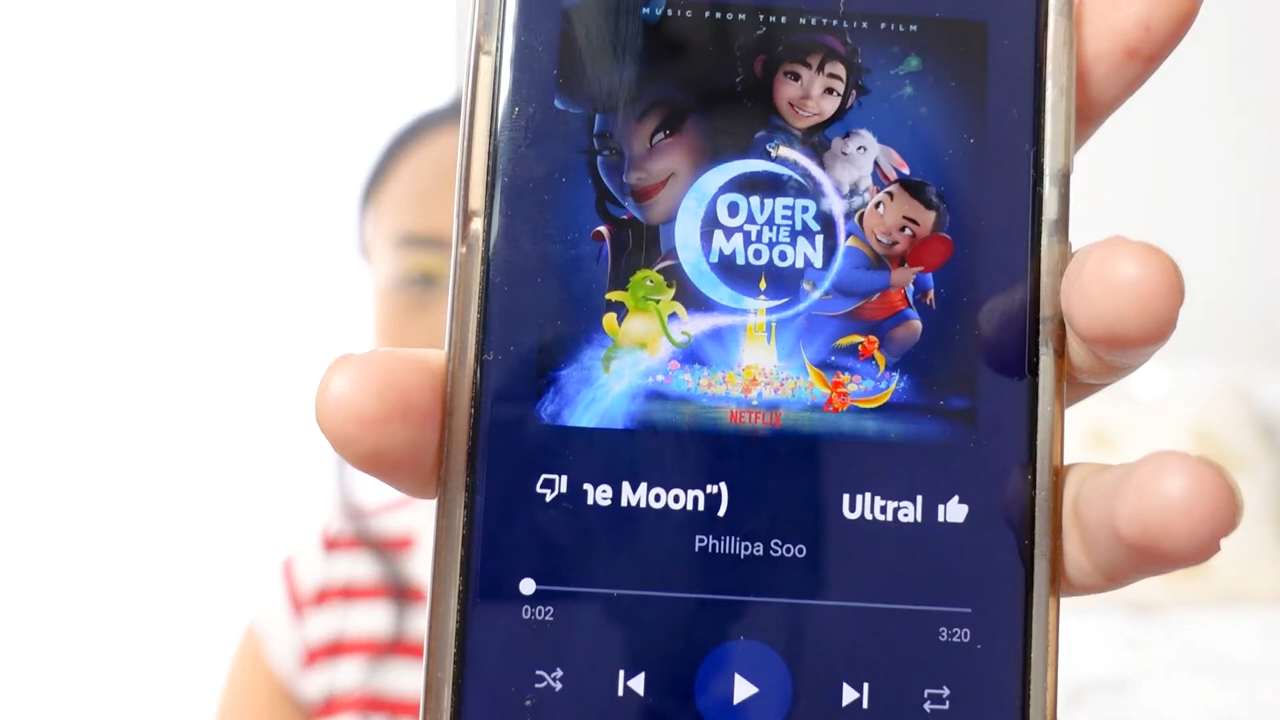 MUSIC FROM THE NETFLIX FILM
OVER
THE
MOON
NETFLIX
ne Moon") Ultral
Phillipa Soo
0:02 3:20